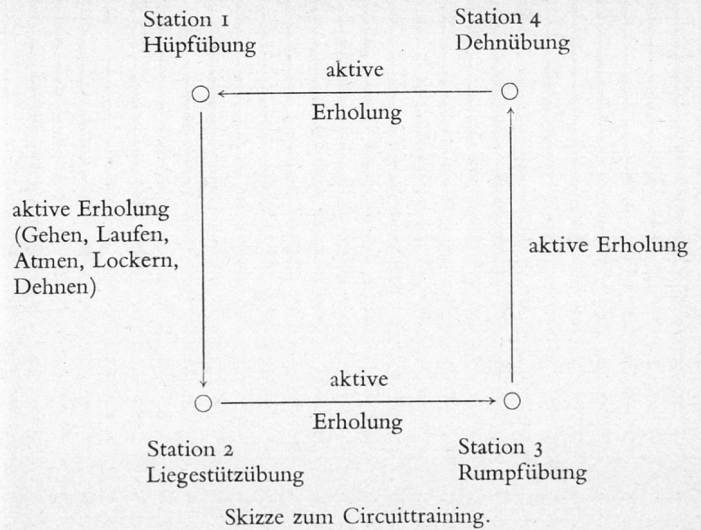 Station 1
Hüpfübung
Station 4
Dehnübung
aktive
Erholung
aktive Erholung
(Gehen, Laufen,
Atmen, Lockern,
Dehnen)
aktive Erholung
aktive
Erholung
Station 2
Liegestützübung
Station 3
Rumpfübung
Skizze zum Circuittraining.